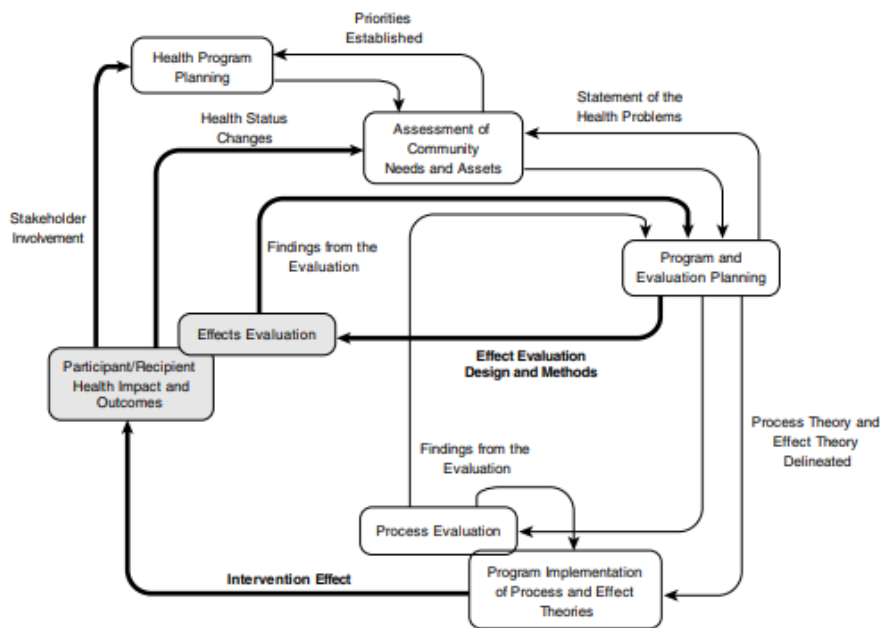 Priorities
Established
Health Program
Planning
Statement of the
Health Problems
Health Status
Changes
Assessment of
Community
Needs and Assets
Stakeholder
Involvement
Findings from the
Evaluation
Program and
Evaluation Planning
Effects Evaluation
Effect Evaluation
Design and Methods
Participant/Recipient
Health Impact and
Outcomes
Process Theory and
Effect Theory
Delineated
Findings from the
Evaluation
Process Evaluation
Intervention Effect
Program Implementation
of Process and Effect
Theories